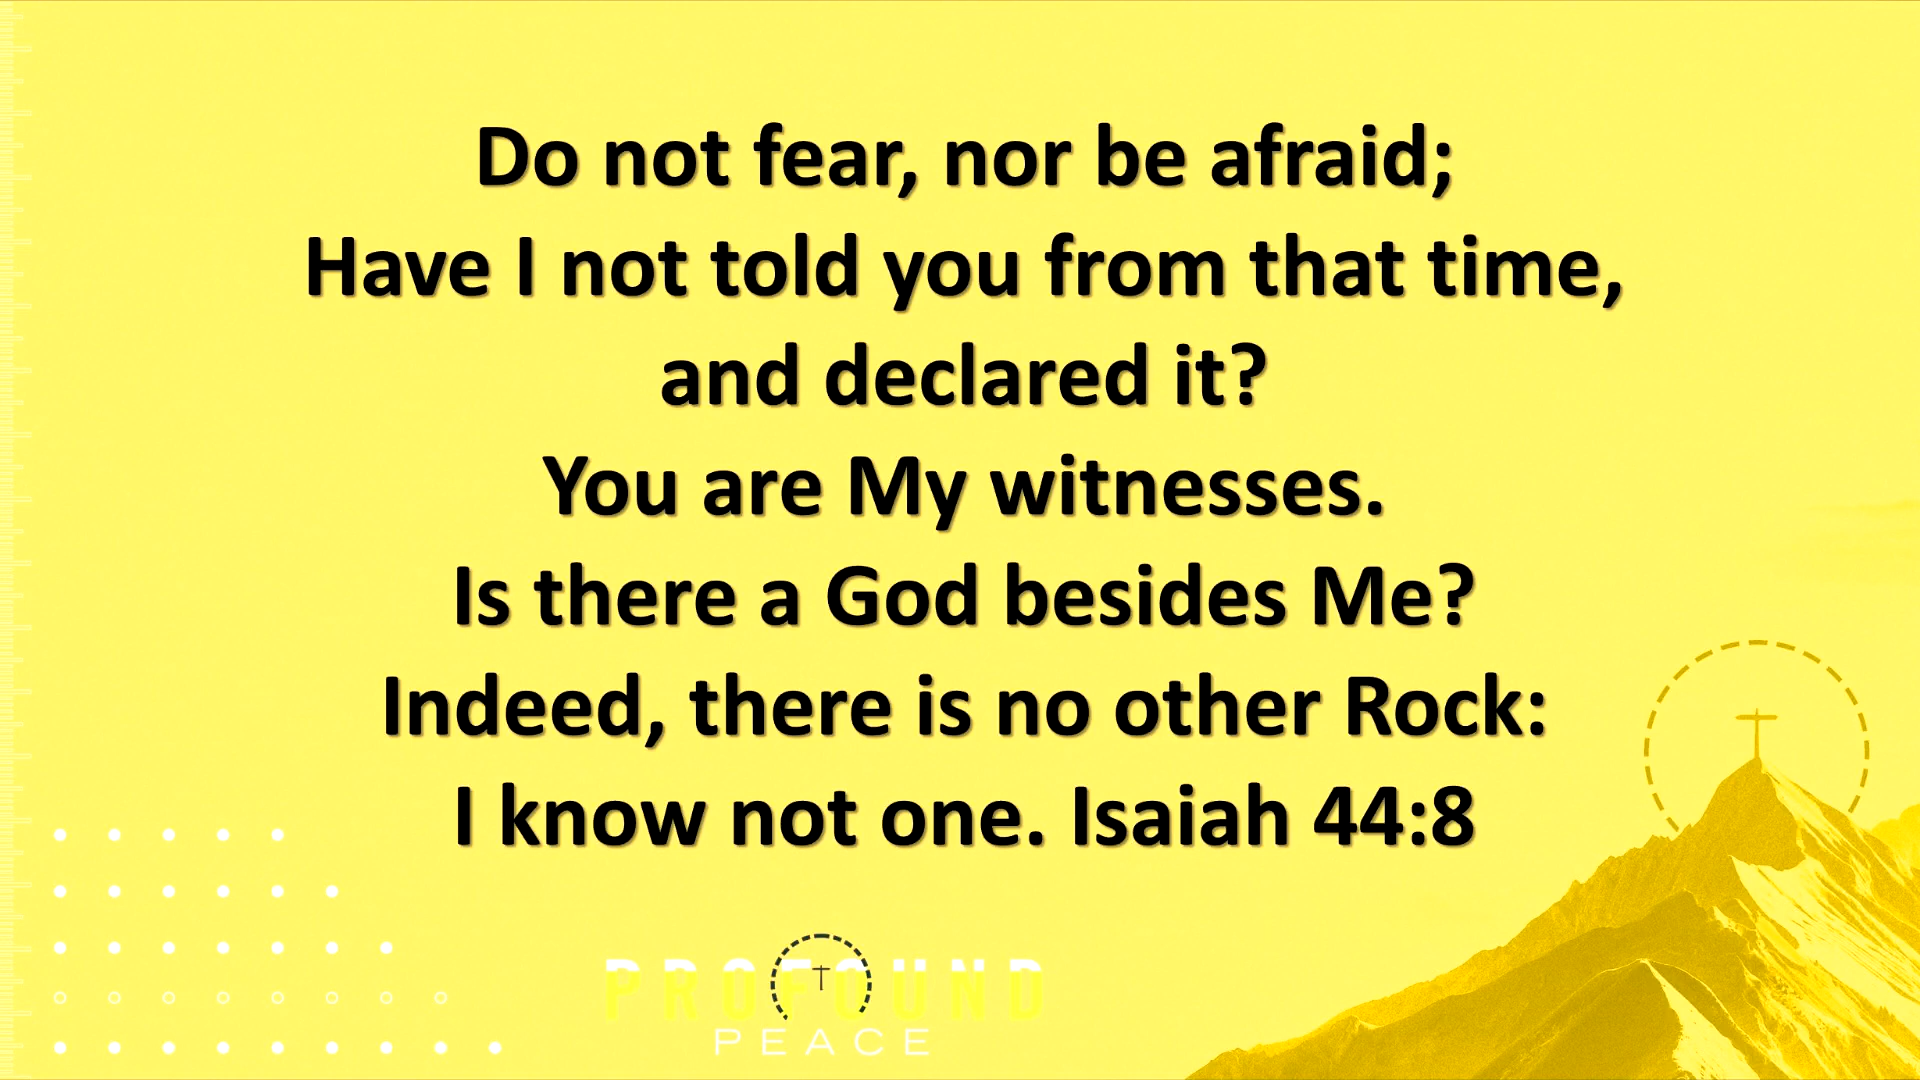 Do not fear, nor be afraid;
Have I not told you from that time,
and declared it?
You are My witnesses.
Is there a God besides Me?
Indeed, there is no other Rock:
I know not one. Isaiah 44:8
PROFOUND
PEACE